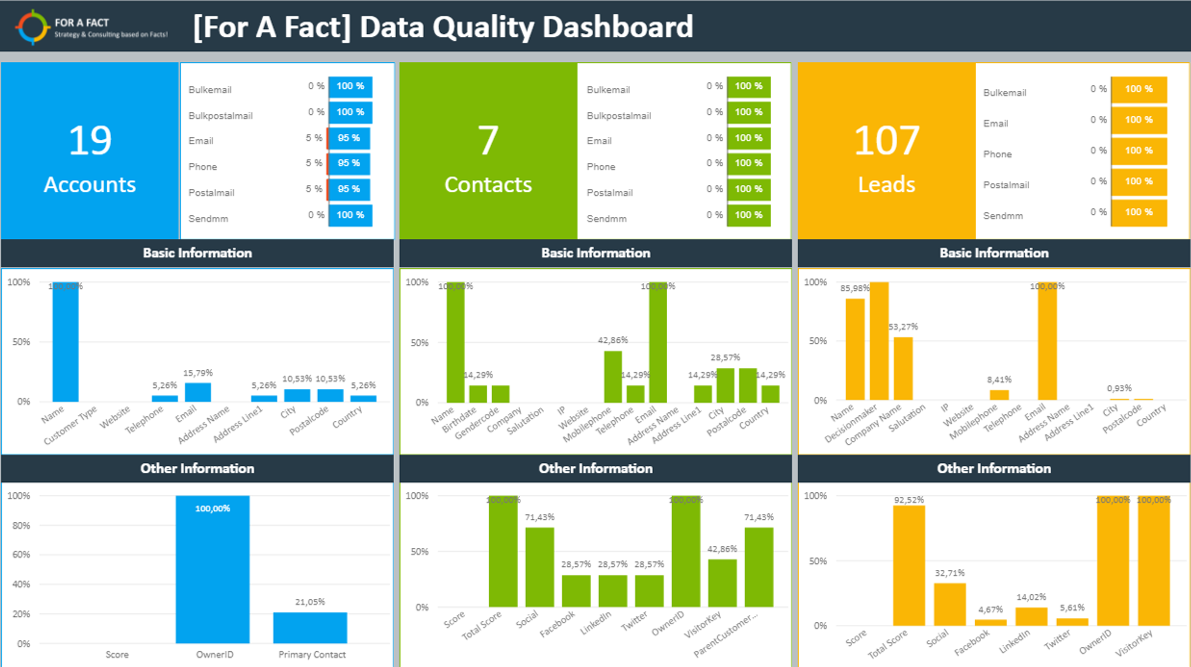 FOR A FACT
Strategy & Consulting based on Facts!
[For A Fact] Data Quality Dashboard
19
Accounts
Bulkemail 0 % 100 %
Bulkpostalmail 0 % 100 %
Email 5 % 95 %
Phone 5 % 95 %
Postalmail 5 % 95 %
Sendmm 0 % 100 %
7
Contacts
Bulkemail 0 % 100 %
Bulkpostalmail 0 % 100 %
Email 0 % 100 %
Phone 0 % 100 %
Postalmail 0 % 100 %
Sendmm 0 % 100 %
107
Leads
Bulkemail 0 % 100 %
Email 0 % 100 %
Phone 0 % 100 %
Postalmail 0 % 100 %
Sendmm 0 % 100 %
Basic Information
100%
50%
0%
100,00% 5,26% 15,79% 5,26% 10,53% 10,53% 5,26%
Name Customer Type Website Telephone Email Address Name Address Line1 City Postalcode Country
Basic Information
100%
50%
0%
100,00% 14,29% 42,86% 14,29% 100,00% 14,29% 28,57% 14,29%
Name Birthdate Gendercode Company Salutation IP Website Mobilephone Telephone Email Address Name Address Line1 City Postalcode Country
Basic Information
100%
50%
0%
85,98% 53,27% 8,41% 100,00% 0,93%
Name Decisionmaker Company Name Salutation IP Website Mobilephone Telephone Email Address Name Address Line1 City Postalcode Country
Other Information
100%
80%
60%
40%
20%
0%
100,00% 21,05%
Score OwnerID Primary Contact
Other Information
100%
50%
0%
100,00% 71,43% 28,57% 28,57% 28,57% 100,00% 42,86% 71,43%
Score Total Score Social Facebook LinkedIn Twitter OwnerID VisitorKey ParentCustomer...
Other Information
100%
50%
0%
92,52% 32,71% 4,67% 14,02% 5,61% 100,00% 100,00%
Score Total Score Social Facebook LinkedIn Twitter OwnerID VisitorKey